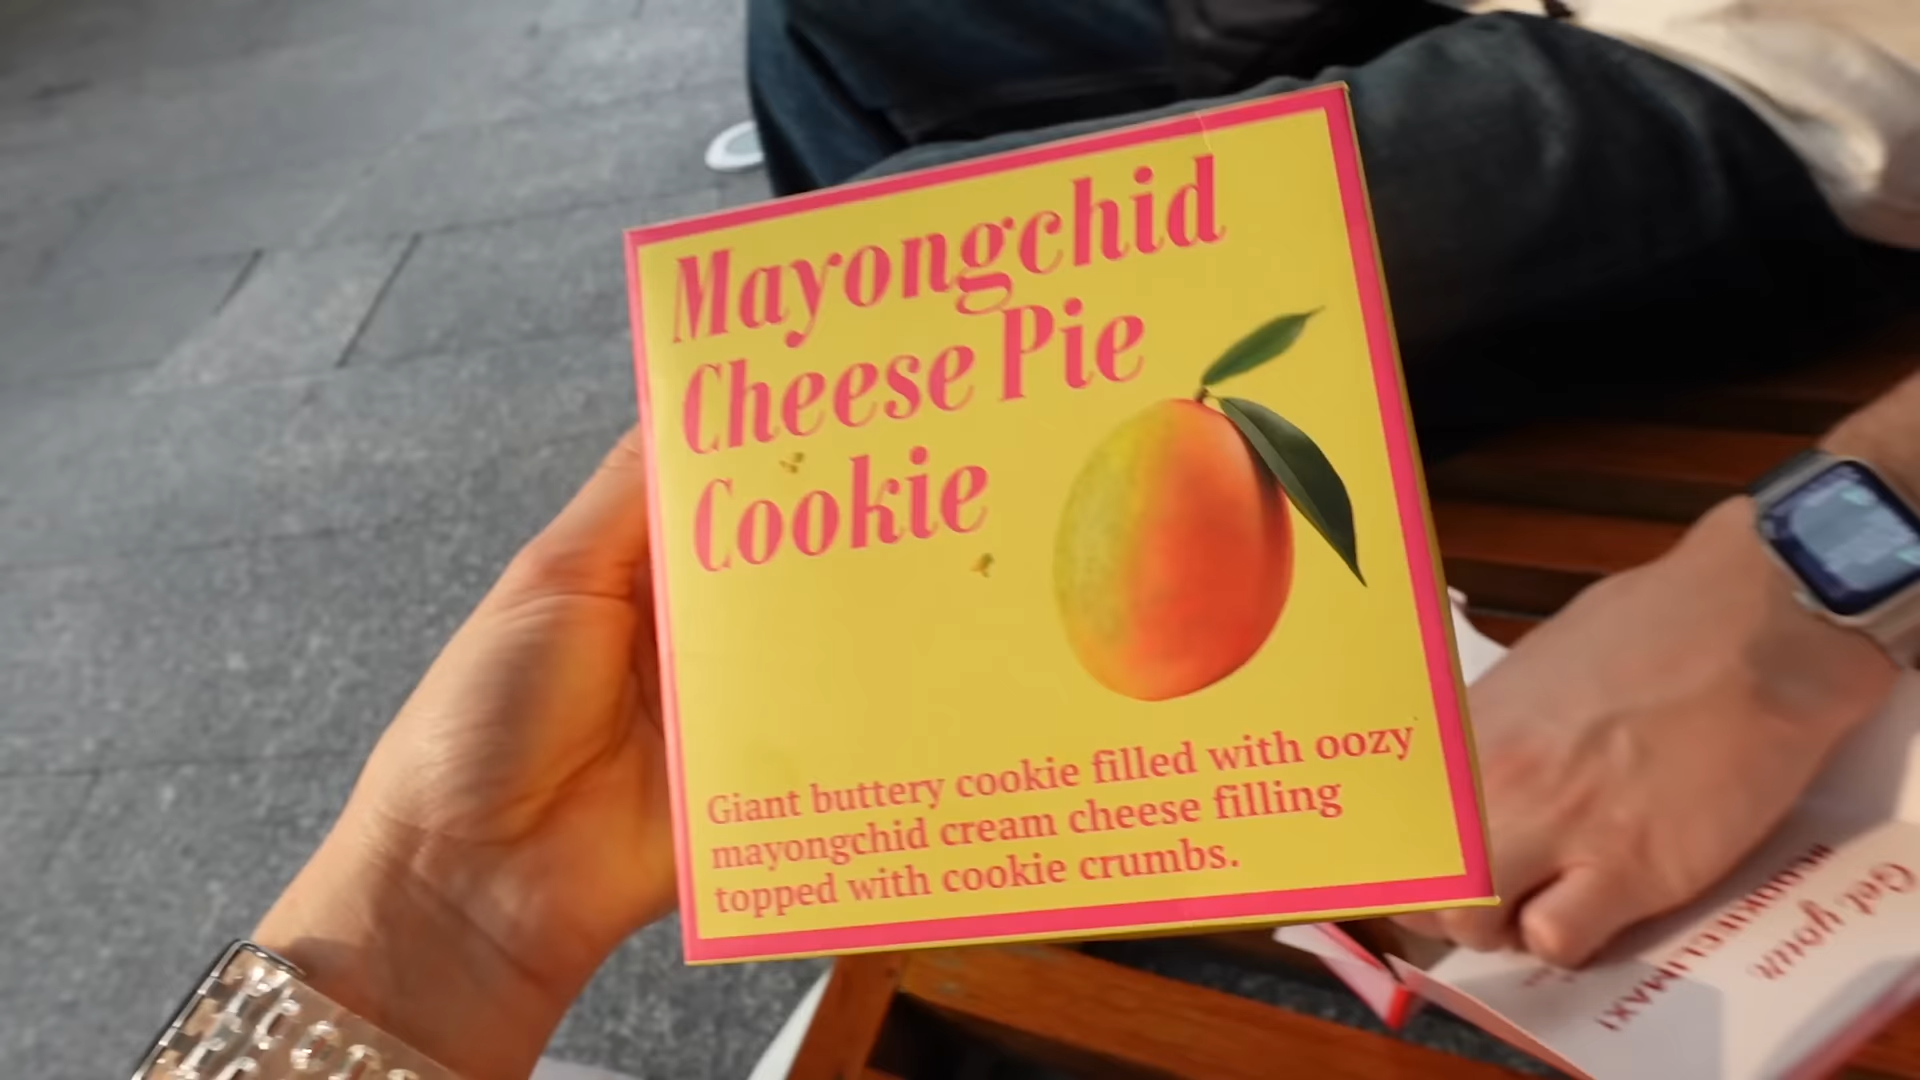 Mayongchid
Cheese Pie
Cookie
Giant buttery cookie filled with oozy
mayongchid cream cheese filling
topped with cookie crumbs.
Get your